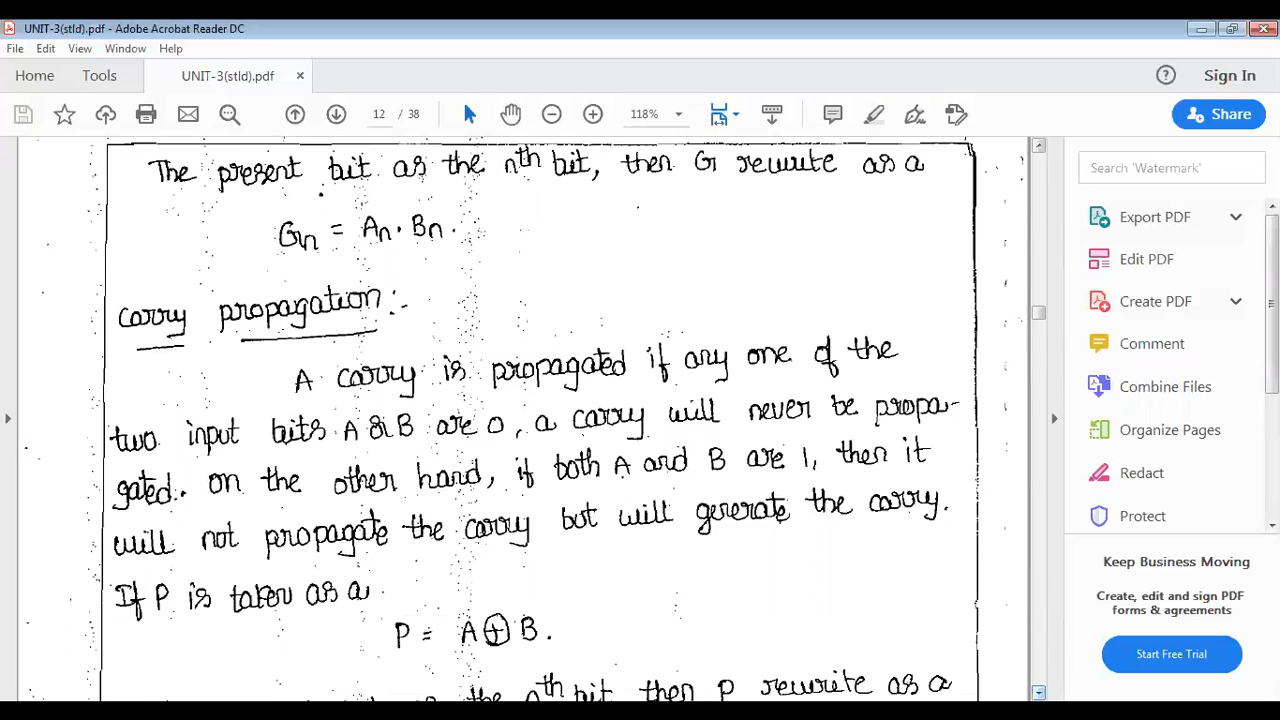 UNIT-3(stld).pdf - Adobe Acrobat Reader DC
File Edit View Window Help
Home Tools UNIT-3(stld).pdf × Sign In
12 / 38 118% Share
The present bit as the nth bit, then G rewrite as a
Gn = An . Bn .
Carry propagation :-
A carry is propagated if any one of the
two input bits A & B are 0, a carry will never be propa-
gated. on the other hand, if both A and B are 1, then it
will not propagate the carry but will generate the carry.
If P is taken as a
P = A ⊕ B .
the nth bit then p rewrite as a
Search 'Watermark'
Export PDF
Edit PDF
Create PDF
Comment
Combine Files
Organize Pages
Redact
Protect
Keep Business Moving
Create, edit and sign PDF
forms & agreements
Start Free Trial